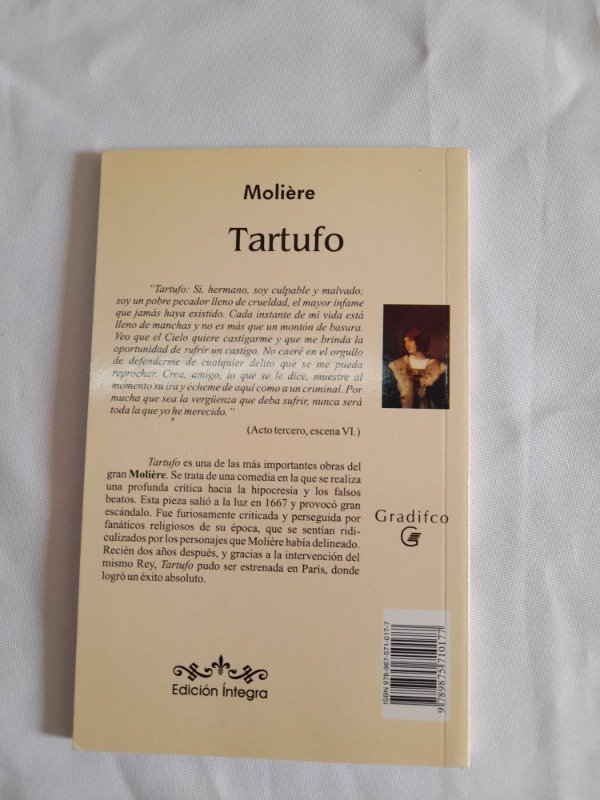 Molière
Tartufo
"Tartufo: Sí, hermano, soy culpable y malvado;
soy un pobre pecador lleno de crueldad, el mayor infame
que jamás haya existido. Cada instante de mi vida está
lleno de manchas y no es más que un montón de basura.
Veo que el Cielo quiere castigarme y que me brinda la
oportunidad de sufrir un castigo. No caeré en el orgullo
de defenderme de cualquier delito que se me pueda
reprochar. Crea, amigo, lo que se le dice, muestre al
momento su ira y écheme de aquí como a un criminal. Por
mucho que sea la vergüenza que deba sufrir, nunca será
toda la que yo he merecido."
(Acto tercero, escena VI.)
Tartufo es una de las más importantes obras del
gran Molière. Se trata de una comedia en la que se realiza
una profunda crítica hacia la hipocresía y los falsos
beatos. Esta pieza salió a la luz en 1667 y provocó gran
escándalo. Fue furiosamente criticada y perseguida por
fanáticos religiosos de su época, que se sentían ridi-
culizados por los personajes que Molière había delineado.
Recién dos años después, y gracias a la intervención del
mismo Rey, Tartufo pudo ser estrenada en París, donde
logró un éxito absoluto.
Gradifco
Edición Íntegra
ISBN 978-987-571-017-7
9789875710177